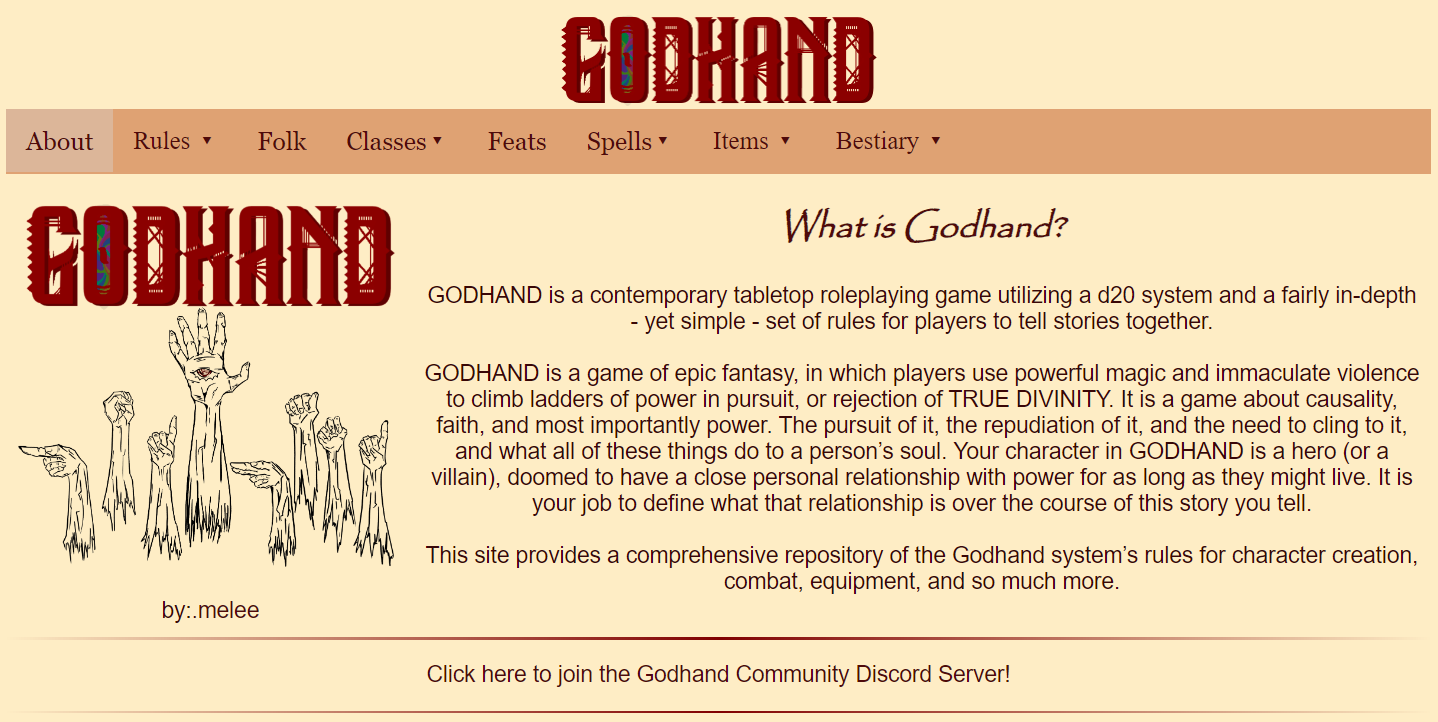 GODHAND
About Rules Folk Classes Feats Spells Items Bestiary
GODHAND
by:.melee
What is Godhand?
GODHAND is a contemporary tabletop roleplaying game utilizing a d20 system and a fairly in-depth
- yet simple - set of rules for players to tell stories together.
GODHAND is a game of epic fantasy, in which players use powerful magic and immaculate violence
to climb ladders of power in pursuit, or rejection of TRUE DIVINITY. It is a game about causality,
faith, and most importantly power. The pursuit of it, the repudiation of it, and the need to cling to it,
and what all of these things do to a person’s soul. Your character in GODHAND is a hero (or a
villain), doomed to have a close personal relationship with power for as long as they might live. It is
your job to define what that relationship is over the course of this story you tell.
This site provides a comprehensive repository of the Godhand system’s rules for character creation,
combat, equipment, and so much more.
Click here to join the Godhand Community Discord Server!